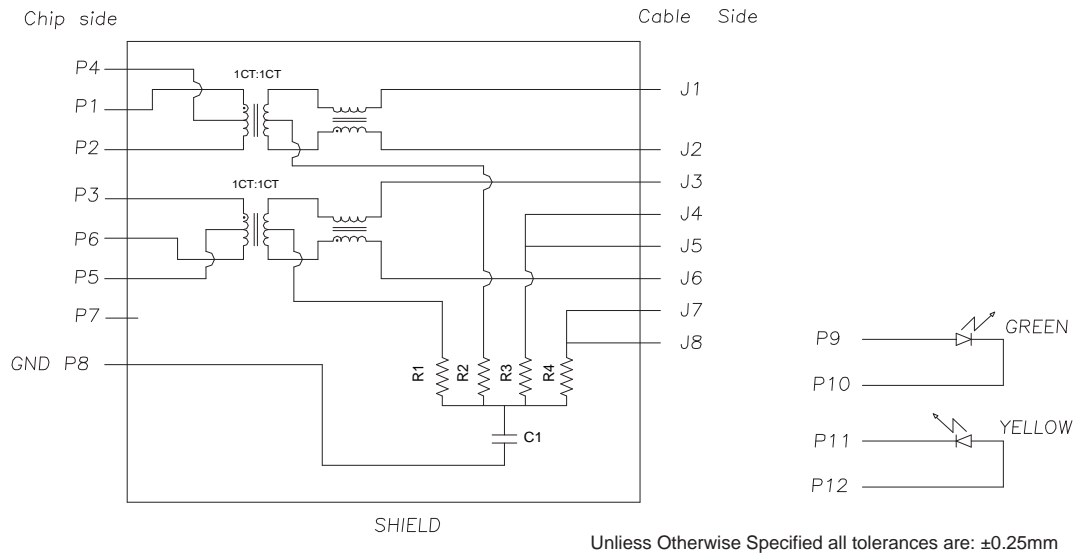 Chip side
Cable Side
P4
1CT:1CT
P1
J1
P2
J2
P3
1CT:1CT
J3
J4
P6
J5
P5
J6
P7
J7
J8
GND P8
R1
R2
R3
R4
C1
SHIELD
P9
GREEN
P10
P11
YELLOW
P12
Unliess Otherwise Specified all tolerances are: ±0.25mm